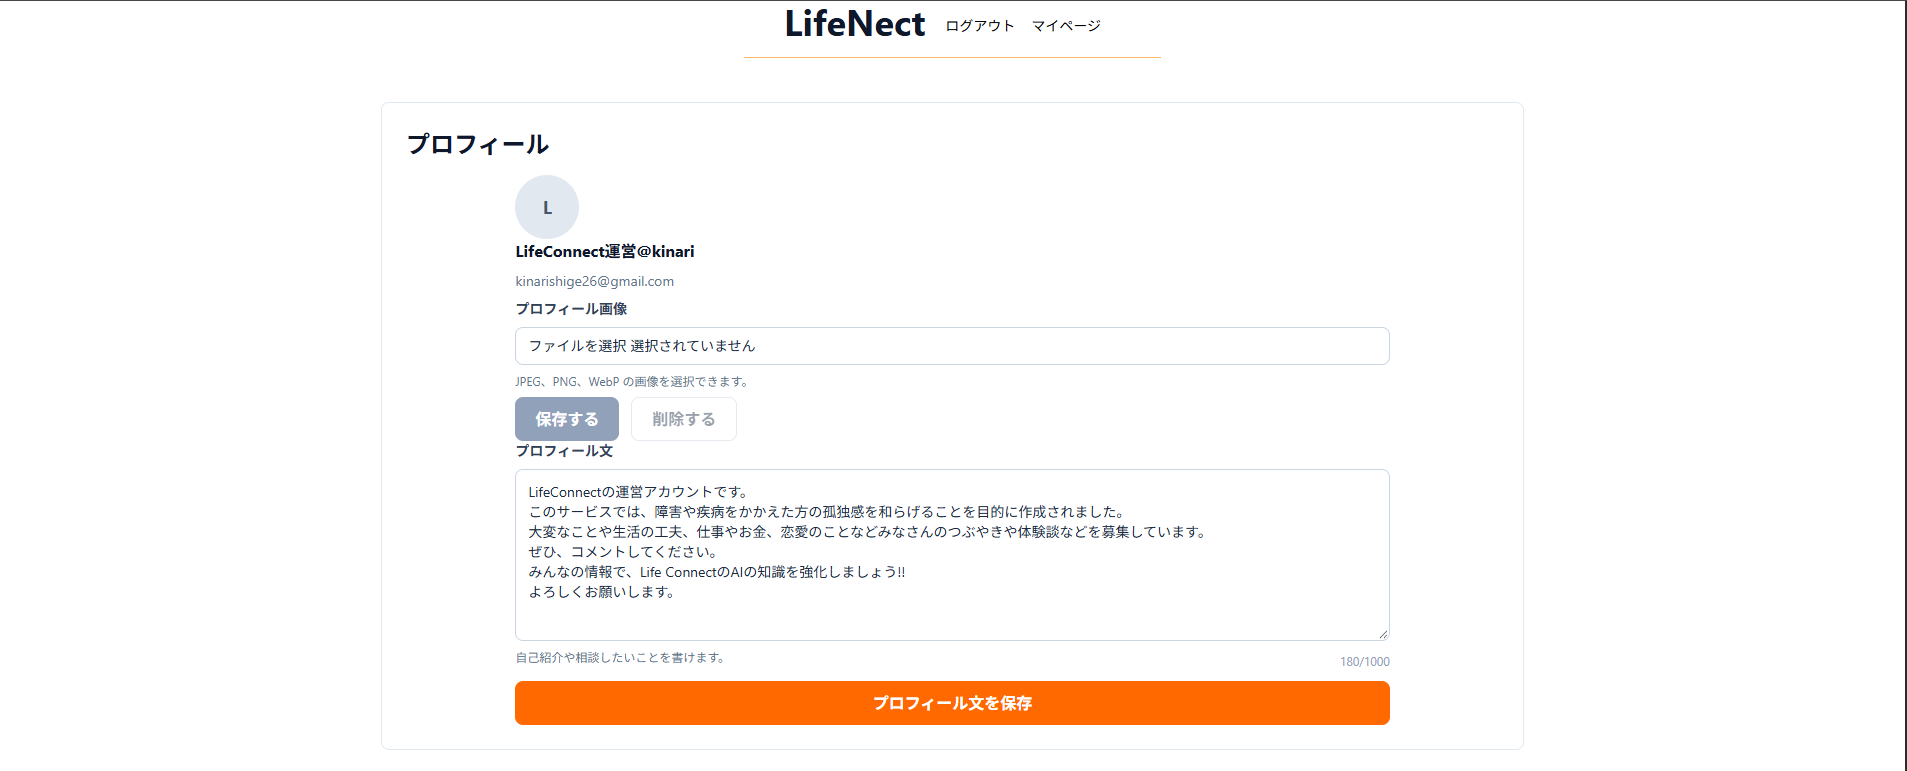 LifeNect ログアウト マイページ
プロフィール
L
LifeConnect運営@kinari
kinarishige26@gmail.com
プロフィール画像
ファイルを選択 選択されていません
JPEG、PNG、WebP の画像を選択できます。
保存する 削除する
プロフィール文
LifeConnectの運営アカウントです。
このサービスでは、障害や疾病をかかえた方の孤独感を和らげることを目的に作成されました。
大変なことや生活の工夫、仕事やお金、恋愛のことなどみなさんのつぶやきや体験談などを募集しています。
ぜひ、コメントしてください。
みんなの情報で、Life ConnectのAIの知識を強化しましょう!!
よろしくお願いします。
自己紹介や相談したいことを書けます。
180/1000
プロフィール文を保存